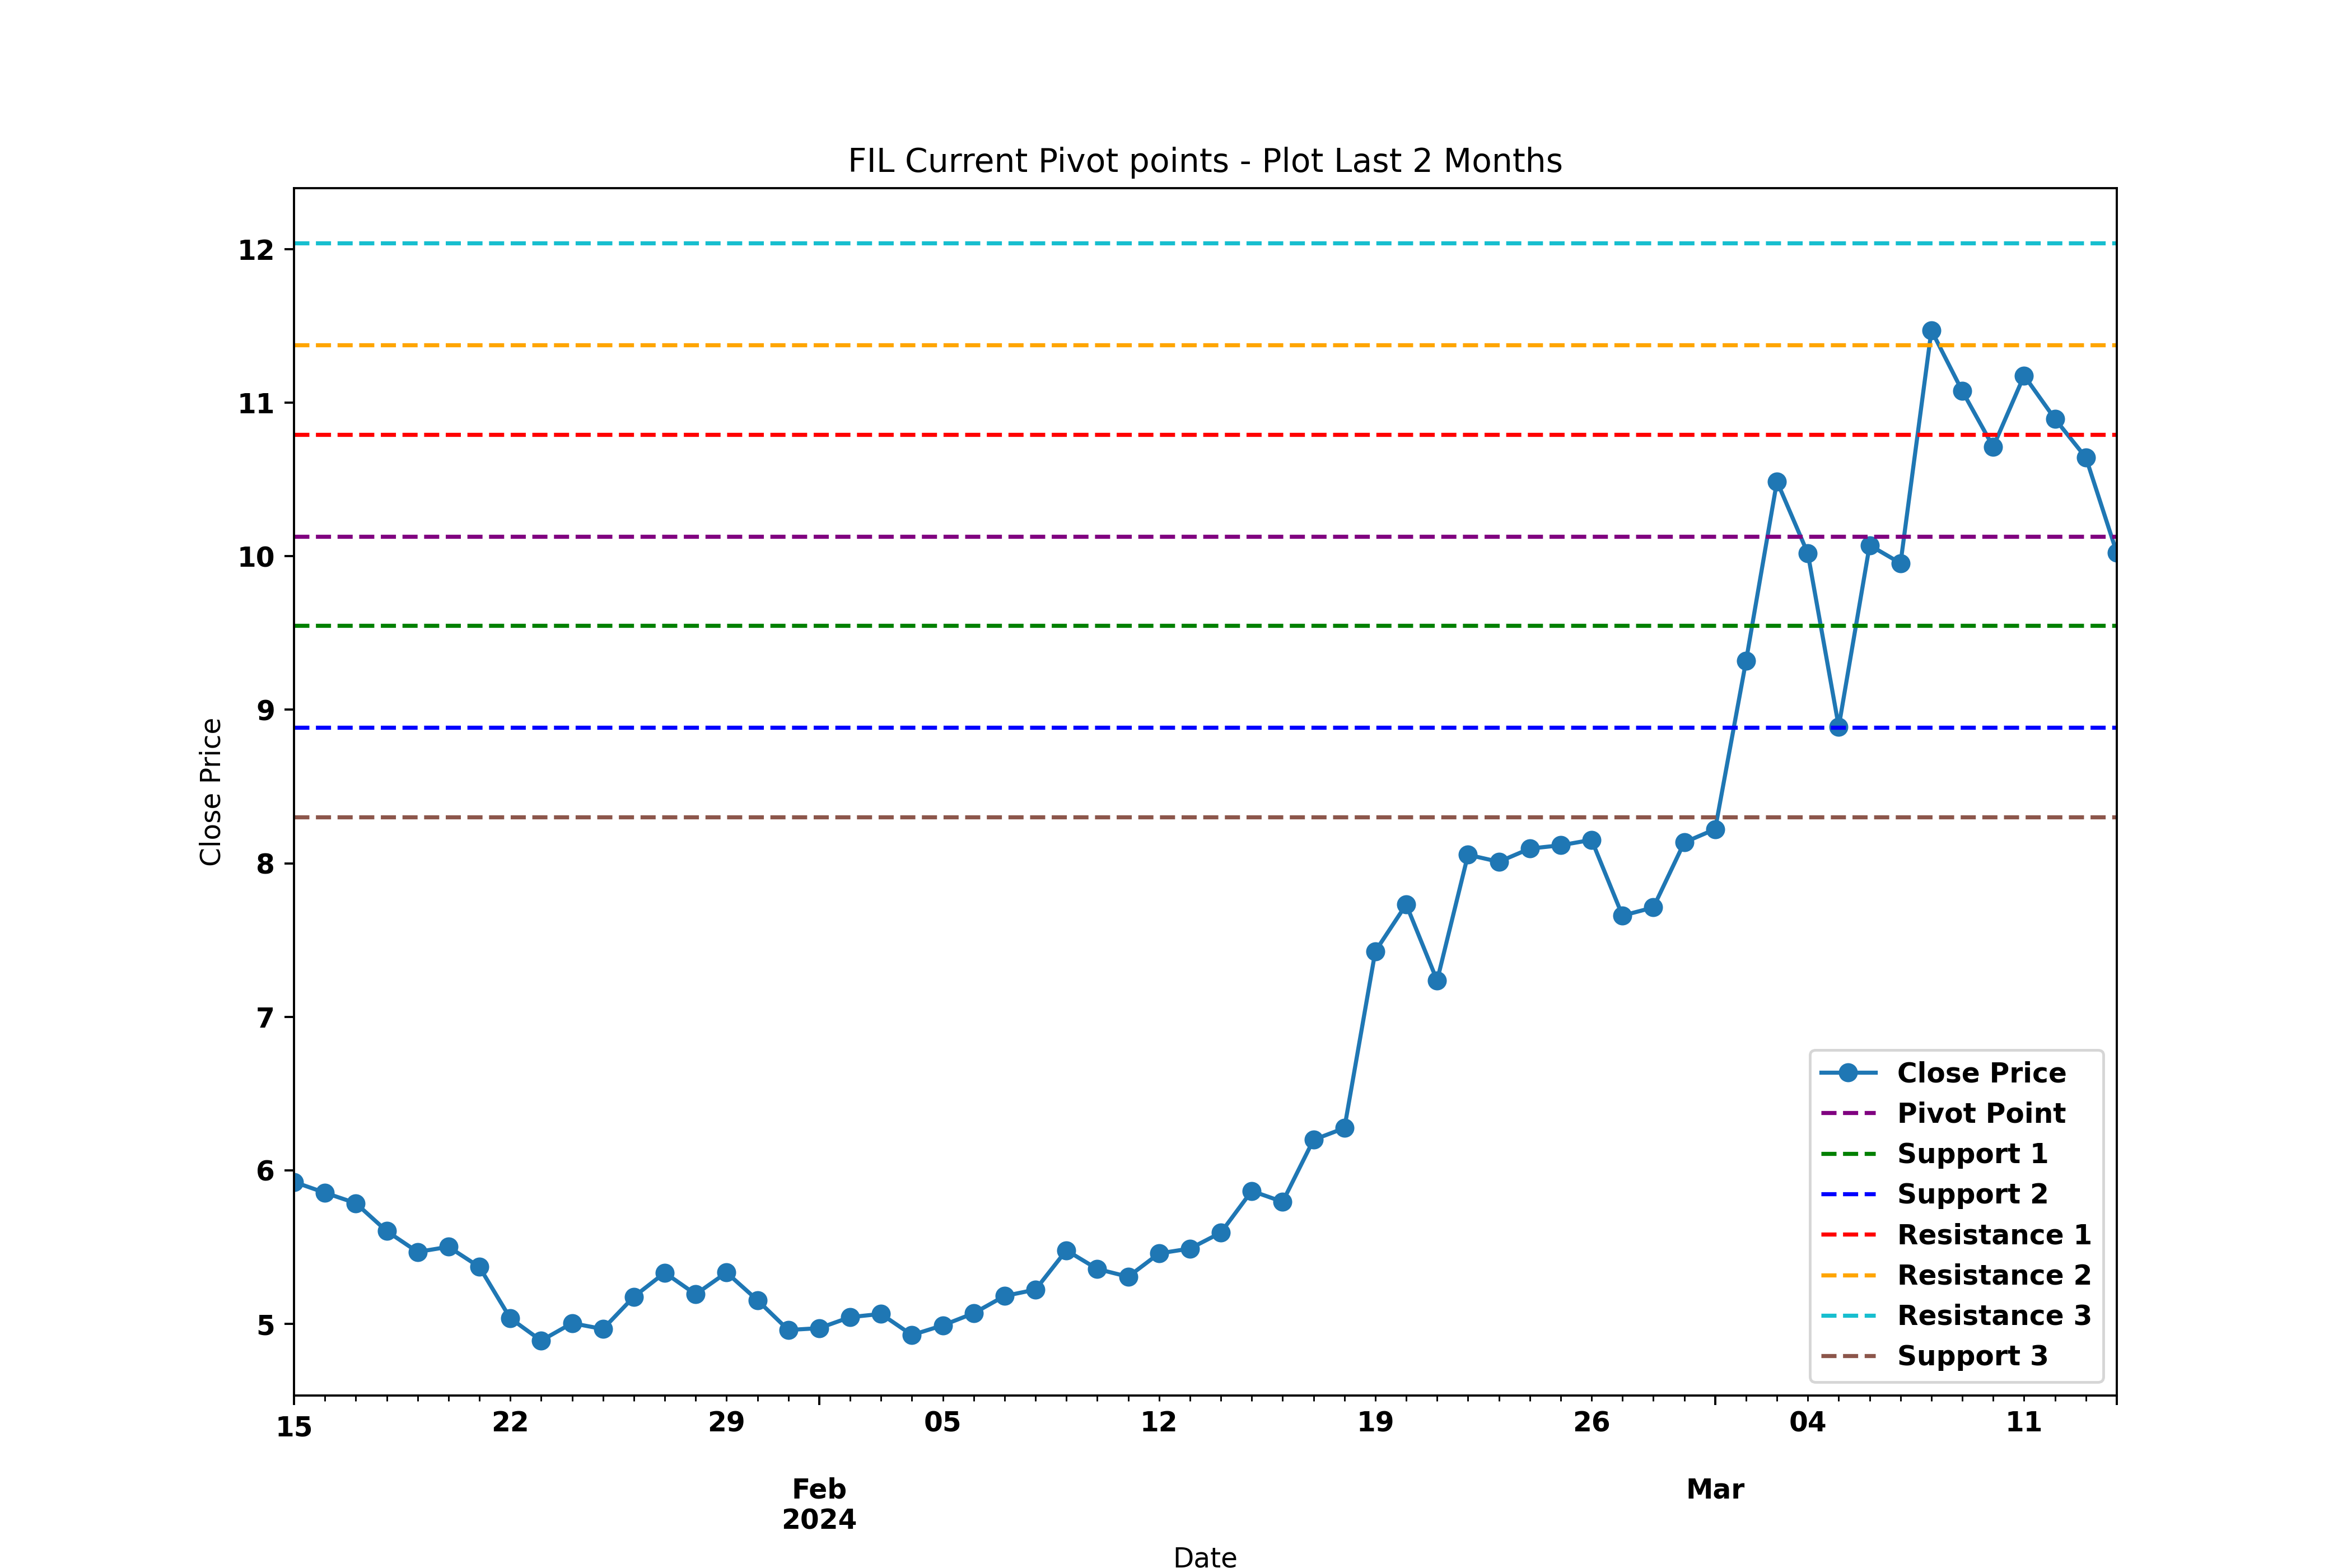 FIL Current Pivot points - Plot Last 2 Months
12
11
10
9
8
7
6
5
Close Price
Close Price
Pivot Point
Support 1
Support 2
Resistance 1
Resistance 2
Resistance 3
Support 3
15 22 29 05 12 19 26 04 11
Feb Mar
2024
Date